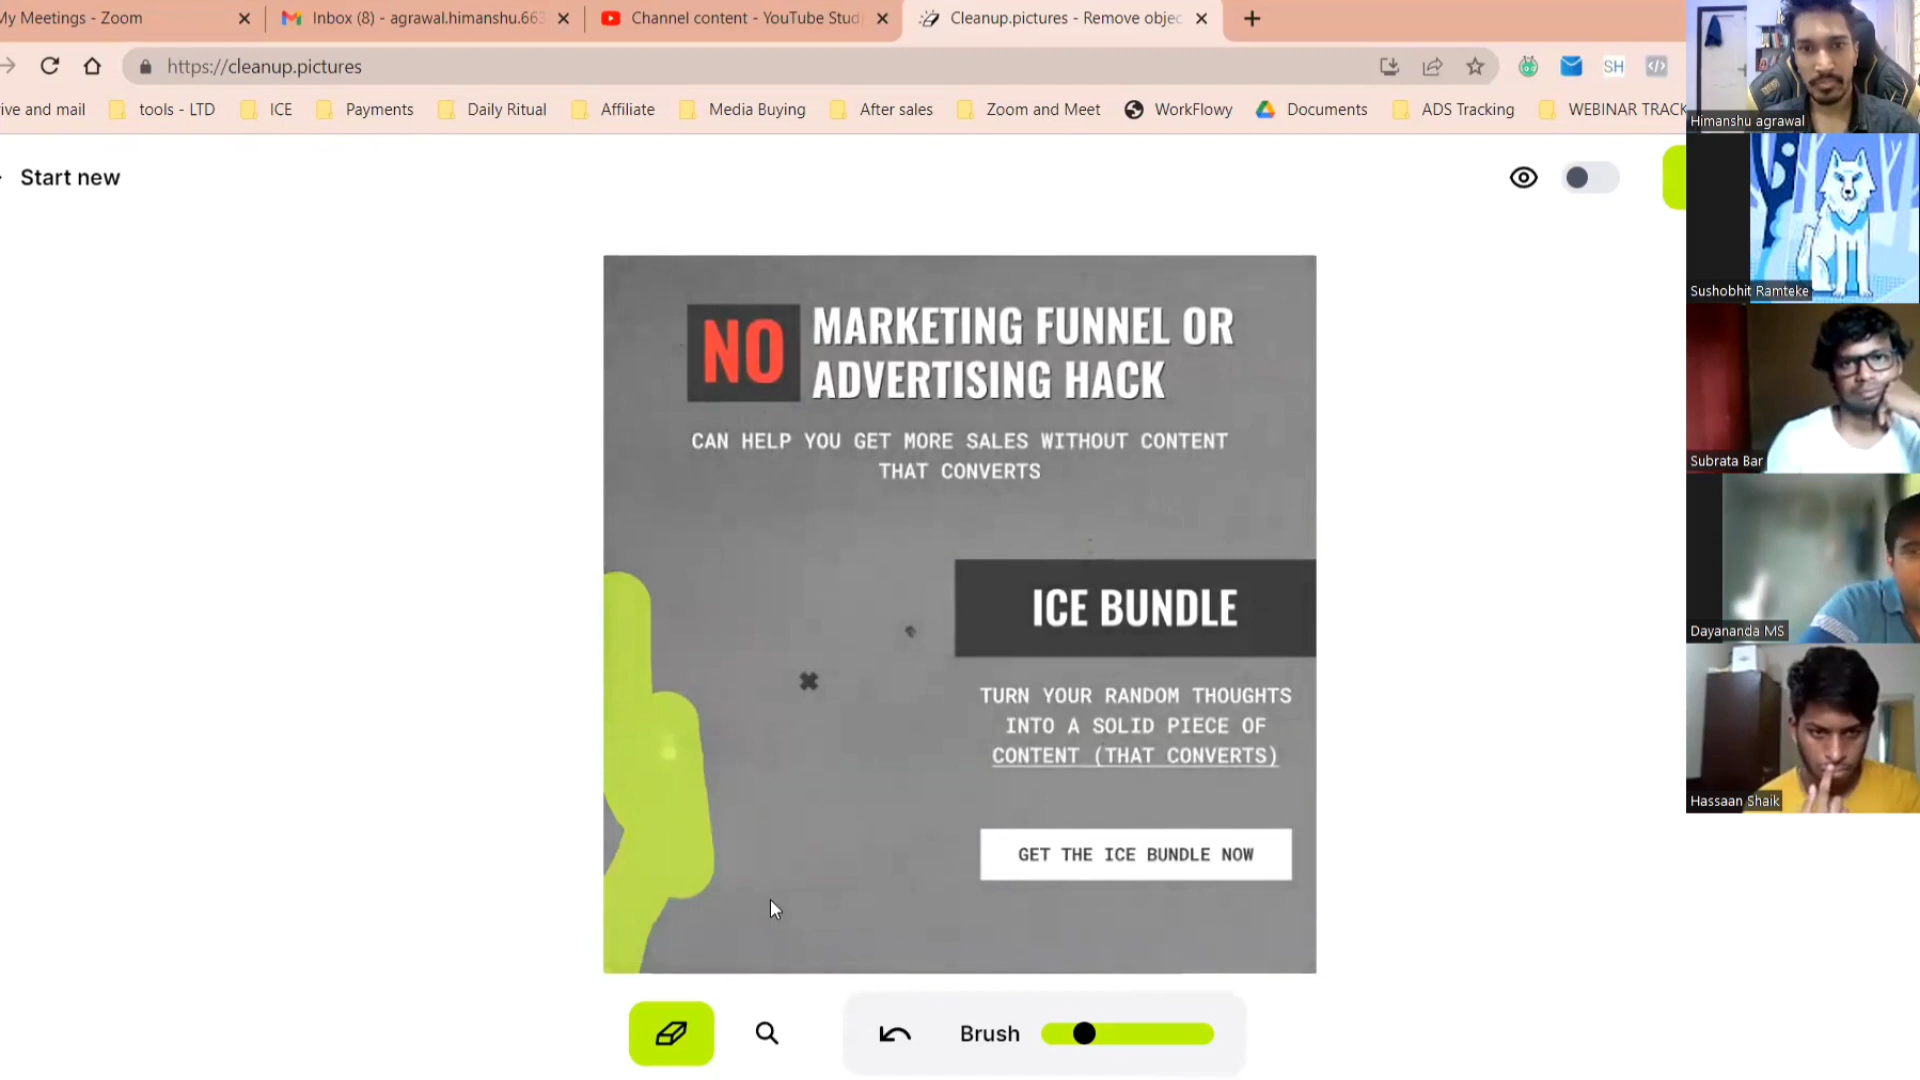 My Meetings - Zoom
Inbox (8) - agrawal.himanshu.663
Channel content - YouTube Stud
Cleanup.pictures - Remove objec
https://cleanup.pictures
SH
rive and mail
tools - LTD
ICE
Payments
Daily Ritual
Affiliate
Media Buying
After sales
Zoom and Meet
WorkFlowy
Documents
ADS Tracking
WEBINAR TRACK
Start new
NO MARKETING FUNNEL OR
ADVERTISING HACK
CAN HELP YOU GET MORE SALES WITHOUT CONTENT
THAT CONVERTS
ICE BUNDLE
TURN YOUR RANDOM THOUGHTS
INTO A SOLID PIECE OF
CONTENT (THAT CONVERTS)
GET THE ICE BUNDLE NOW
Brush
Himanshu agrawal
Sushobhit Ramteke
Subrata Bar
Dayananda MS
Hassaan Shaik